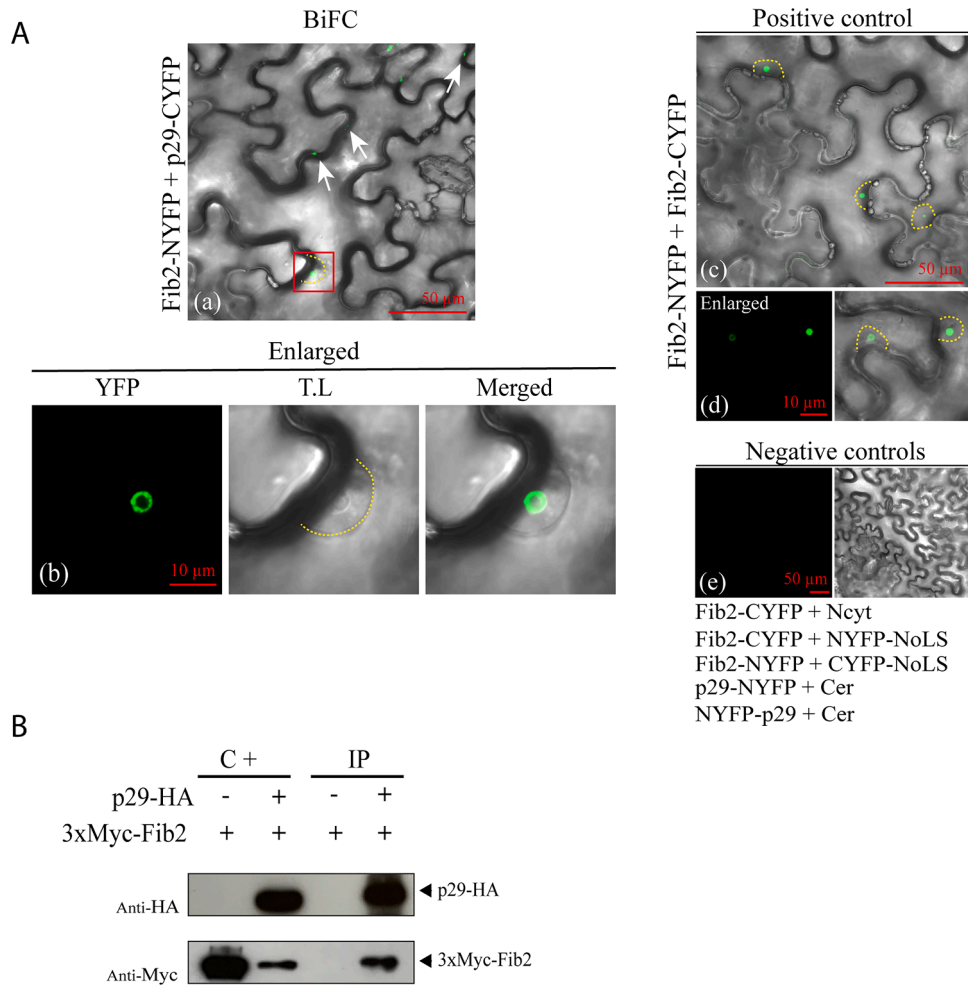 A
BiFC
Fib2-NYFP + p29-CYFP
(a)
50 µm
Enlarged
YFP
T.L
Merged
(b)
10 µm
Positive control
Fib2-NYFP + Fib2-CYFP
(c)
50 µm
Enlarged
(d)
10 µm
Negative controls
(e)
50 µm
Fib2-CYFP + Ncyt
Fib2-CYFP + NYFP-NoLS
Fib2-NYFP + CYFP-NoLS
p29-NYFP + Cer
NYFP-p29 + Cer
B
C + IP
p29-HA - + - +
3xMyc-Fib2 + + + +
Anti-HA
p29-HA
Anti-Myc
3xMyc-Fib2